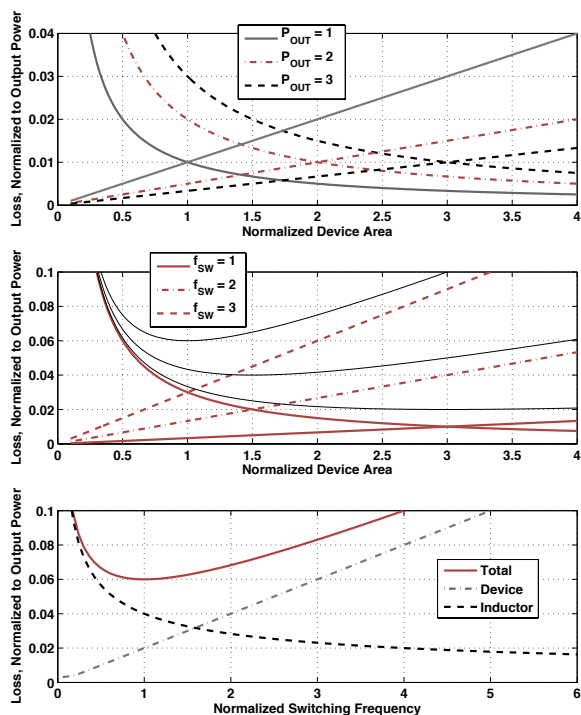 Loss, Normalized to Output Power
0.04
0.03
0.02
0.01
0
P_OUT = 1
P_OUT = 2
P_OUT = 3
0 0.5 1 1.5 2 2.5 3 3.5 4
Normalized Device Area
Loss, Normalized to Output Power
0.1
0.08
0.06
0.04
0.02
0
f_SW = 1
f_SW = 2
f_SW = 3
0 0.5 1 1.5 2 2.5 3 3.5 4
Normalized Device Area
Loss, Normalized to Output Power
0.1
0.08
0.06
0.04
0.02
0
Total
Device
Inductor
0 1 2 3 4 5 6
Normalized Switching Frequency